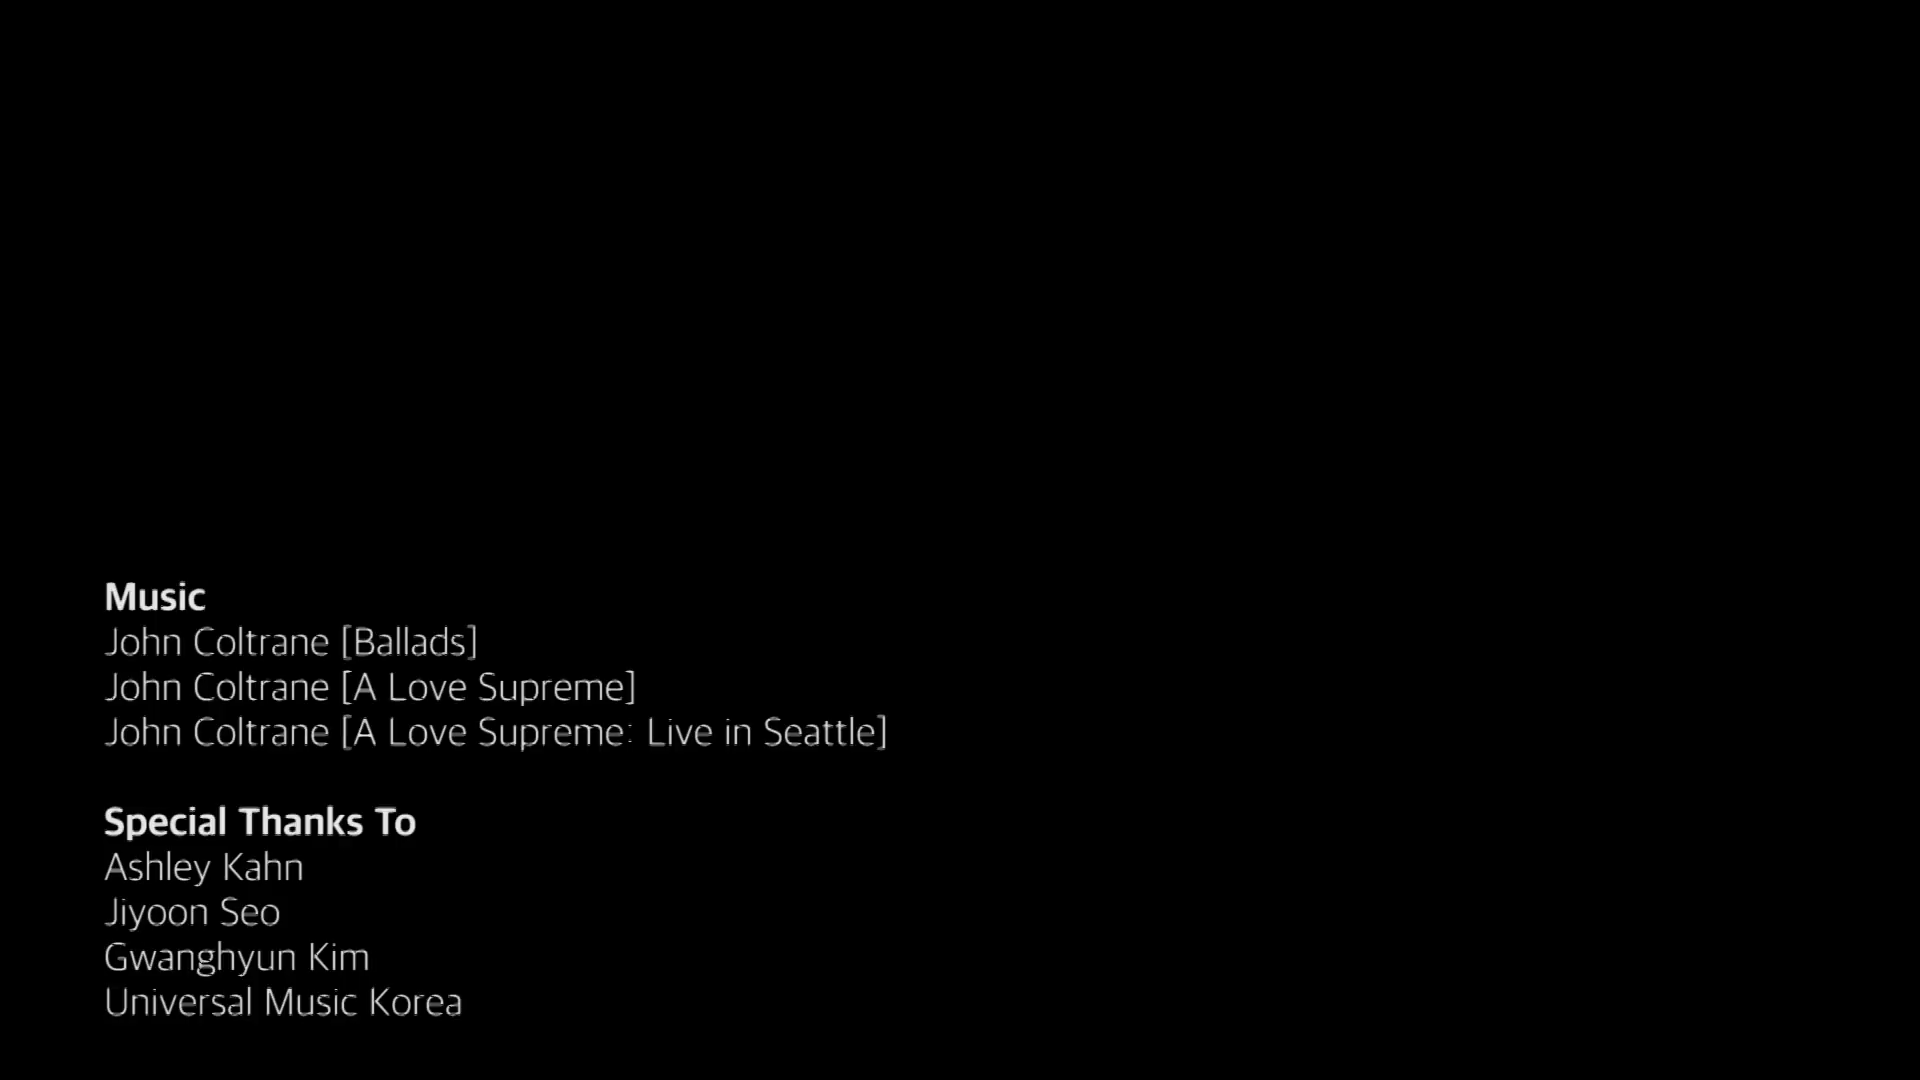 Music
John Coltrane [Ballads]
John Coltrane [A Love Supreme]
John Coltrane [A Love Supreme: Live in Seattle]
Special Thanks To
Ashley Kahn
Jiyoon Seo
Gwanghyun Kim
Universal Music Korea